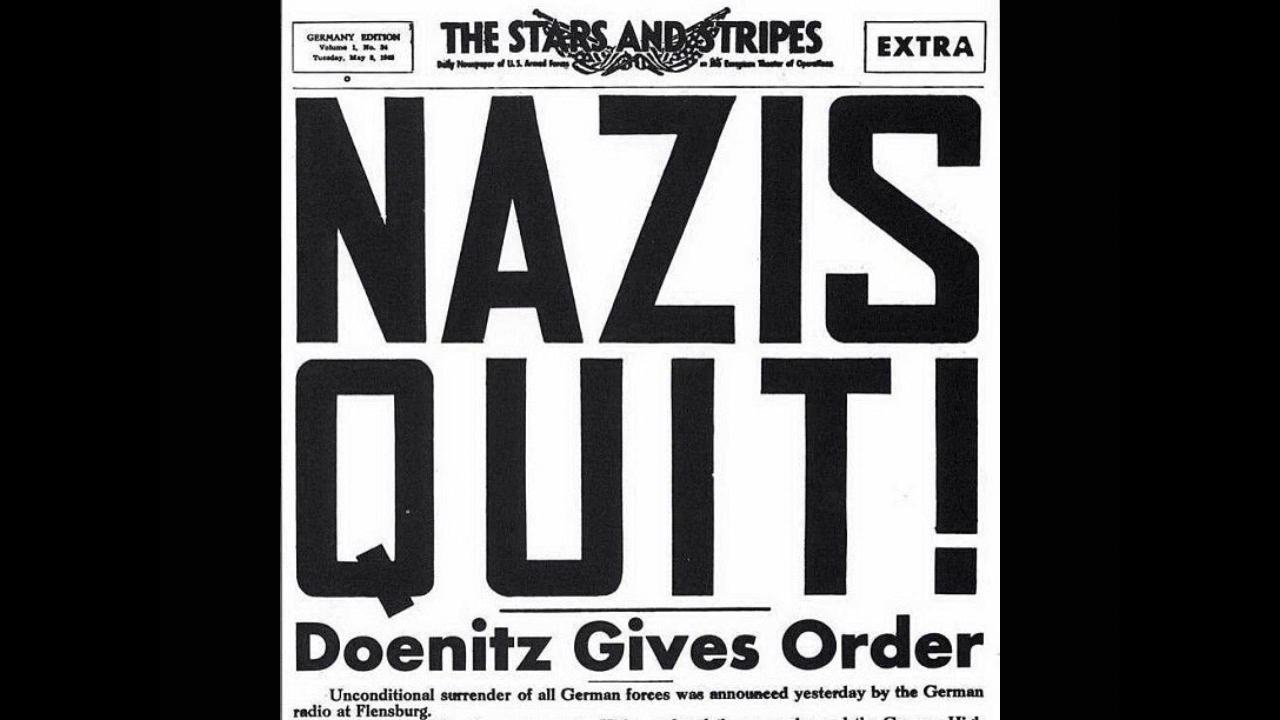 GERMANY EDITION
Volume 1, No. 34
Tuesday, May 8, 1945
THE STARS AND STRIPES
Daily Newspaper of U.S. Armed Forces in the European Theater of Operations
EXTRA
NAZIS
QUIT!
Doenitz Gives Order
Unconditional surrender of all German forces was announced yesterday by the German
radio at Flensburg.